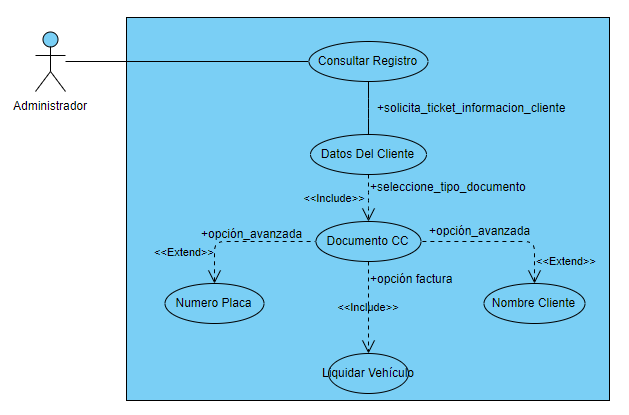 Consultar Registro
Administrador
+solicita_ticket_informacion_cliente
Datos Del Cliente
+seleccione_tipo_documento
<<Include>>
+opción_avanzada
Documento CC
+opción_avanzada
<<Extend>>
<<Extend>>
+opción factura
Numero Placa
<<Include>>
Nombre Cliente
Liquidar Vehículo